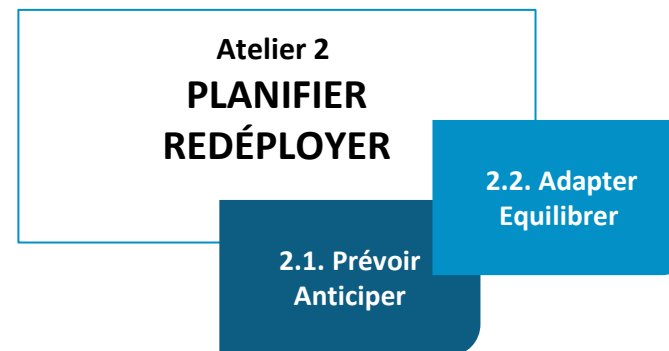 Atelier 2
PLANIFIER
REDÉPLOYER
2.2. Adapter
Equilibrer
2.1. Prévoir
Anticiper